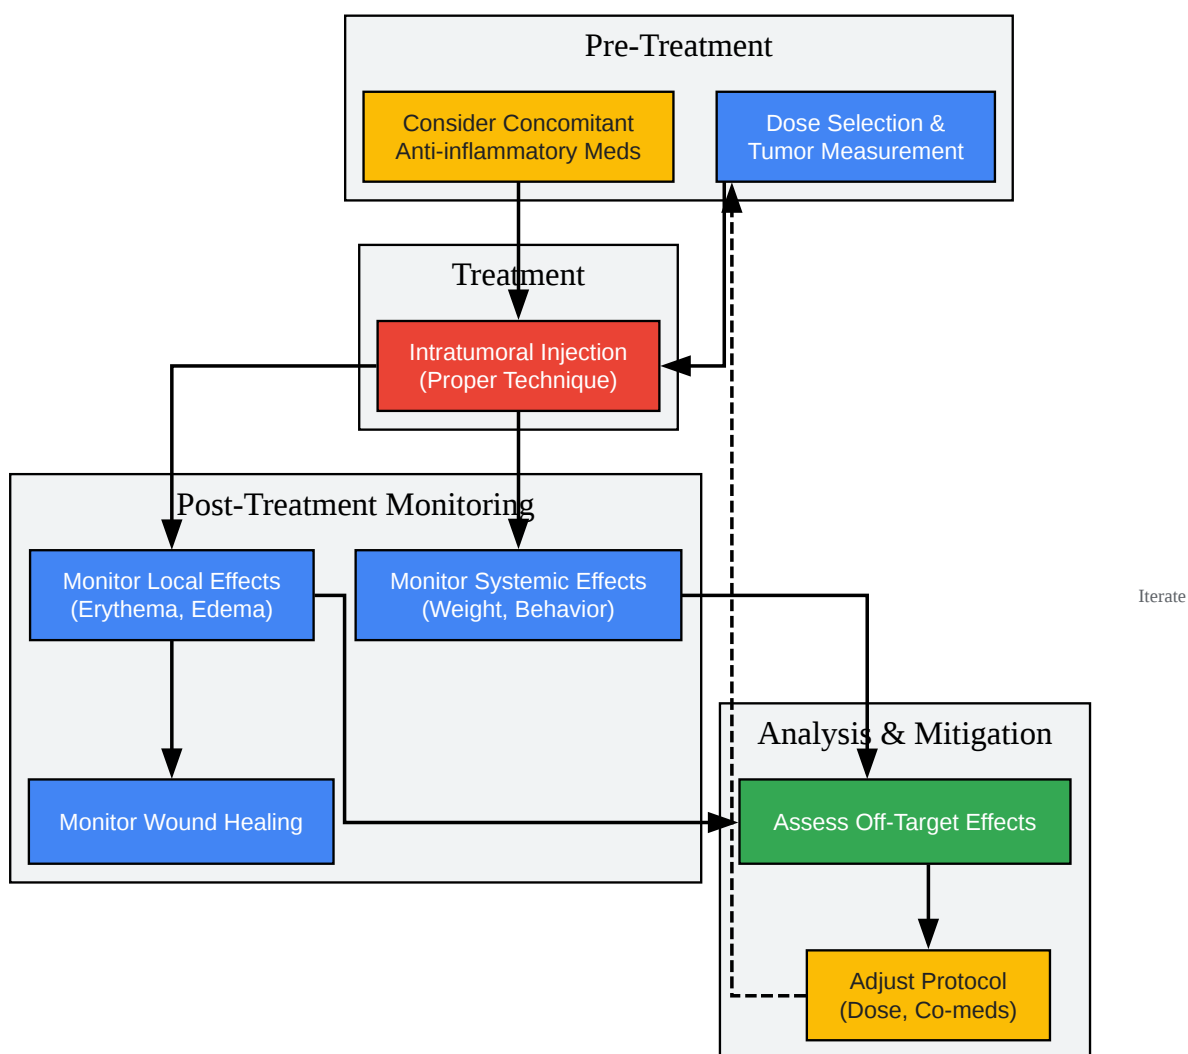 Pre-Treatment
Consider Concomitant
Anti-inflammatory Meds
Dose Selection &
Tumor Measurement
Treatment
Intratumoral Injection
(Proper Technique)
Post-Treatment Monitoring
Monitor Local Effects
(Erythema, Edema)
Monitor Systemic Effects
(Weight, Behavior)
Iterate
Monitor Wound Healing
Analysis & Mitigation
Assess Off-Target Effects
Adjust Protocol
(Dose, Co-meds)